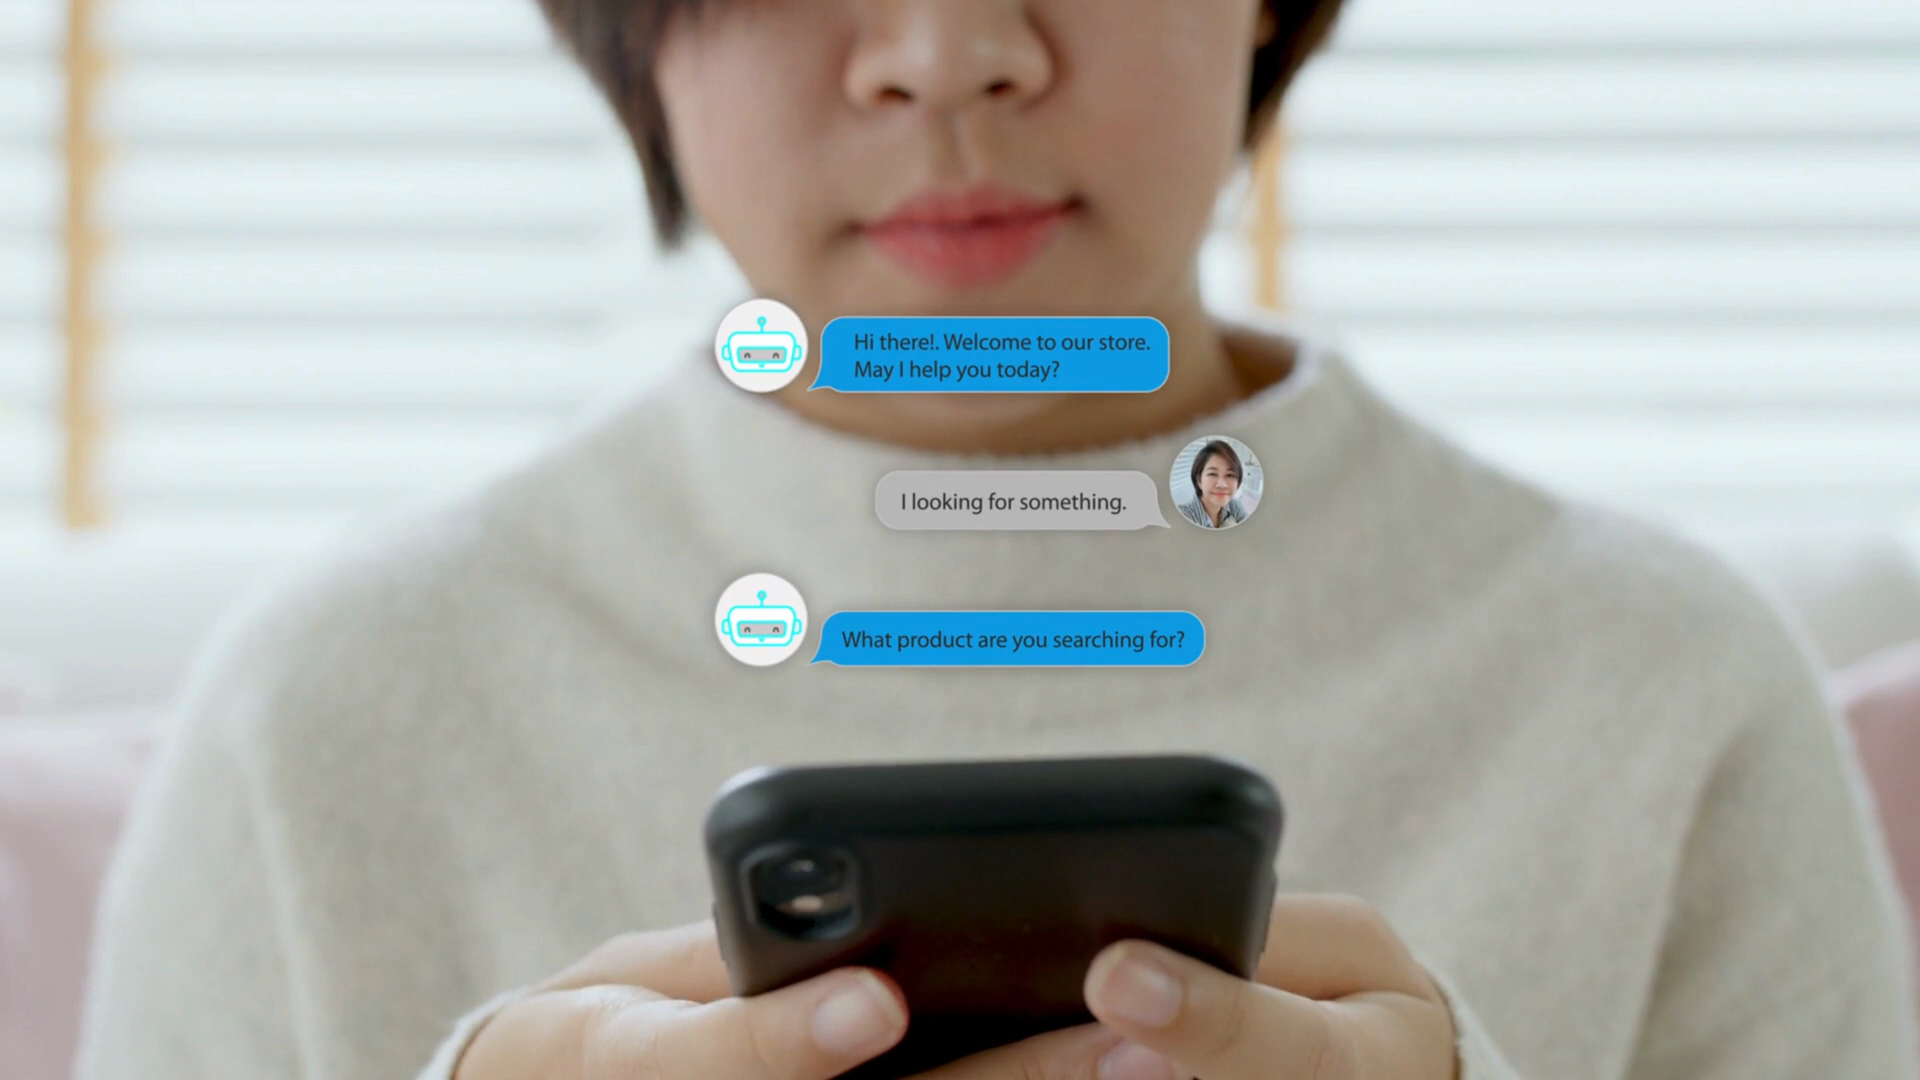 Hi there!. Welcome to our store.
May I help you today?
I looking for something.
What product are you searching for?